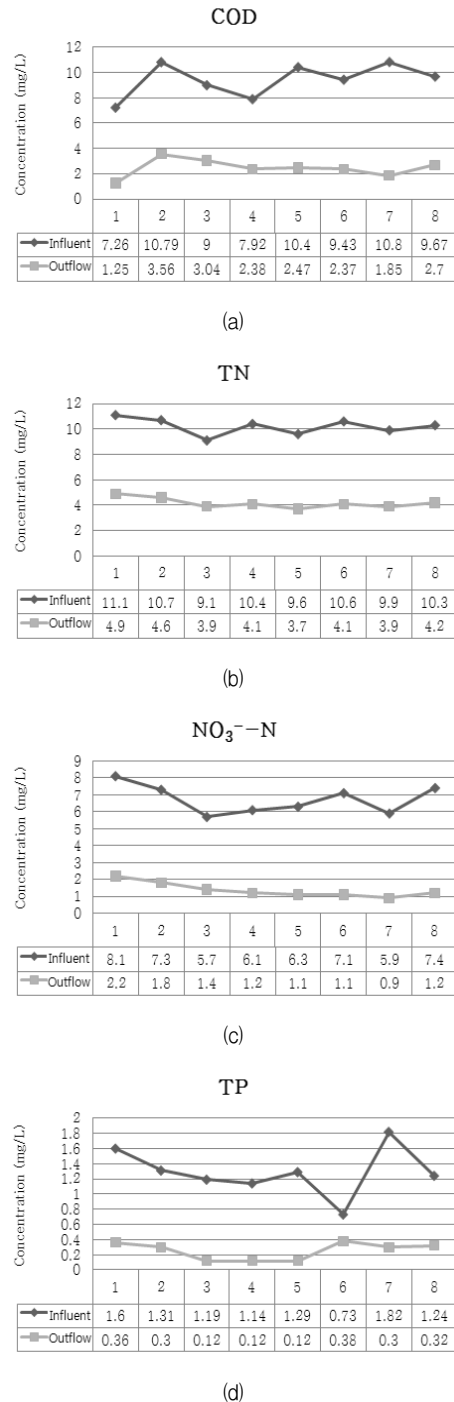 COD
Concentration (mg/L)
12
10
8
6
4
2
0
1 2 3 4 5 6 7 8
Influent 7.26 10.79 9 7.92 10.4 9.43 10.8 9.67
Outflow 1.25 3.56 3.04 2.38 2.47 2.37 1.85 2.7
(a)
TN
Concentration (mg/L)
12
10
8
6
4
2
0
1 2 3 4 5 6 7 8
Influent 11.1 10.7 9.1 10.4 9.6 10.6 9.9 10.3
Outflow 4.9 4.6 3.9 4.1 3.7 4.1 3.9 4.2
(b)
NO₃⁻−N
Concentration (mg/L)
9
8
7
6
5
4
3
2
1
0
1 2 3 4 5 6 7 8
Influent 8.1 7.3 5.7 6.1 6.3 7.1 5.9 7.4
Outflow 2.2 1.8 1.4 1.2 1.1 1.1 0.9 1.2
(c)
TP
Concentration (mg/L)
2
1.8
1.6
1.4
1.2
1
0.8
0.6
0.4
0.2
0
1 2 3 4 5 6 7 8
Influent 1.6 1.31 1.19 1.14 1.29 0.73 1.82 1.24
Outflow 0.36 0.3 0.12 0.12 0.12 0.38 0.3 0.32
(d)